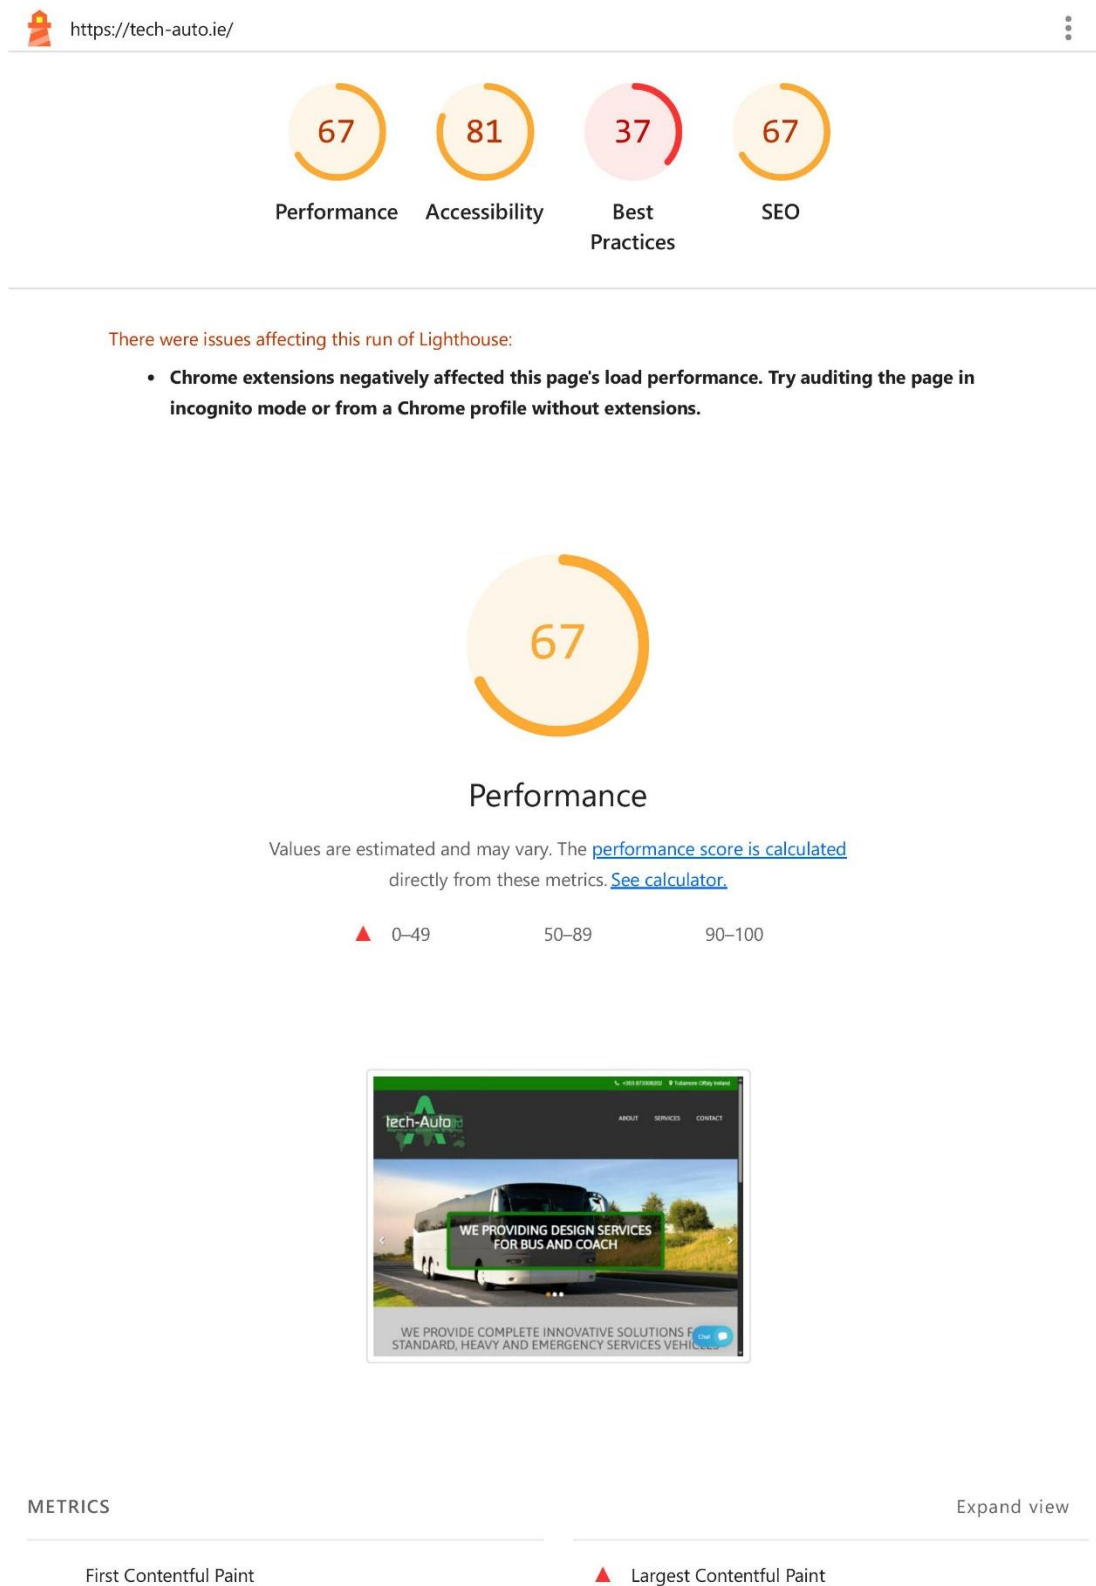 https://tech-auto.ie/
67
81
37
67
Performance
Accessibility
Best
Practices
SEO
There were issues affecting this run of Lighthouse:
• Chrome extensions negatively affected this page's load performance. Try auditing the page in
incognito mode or from a Chrome profile without extensions.
67
Performance
Values are estimated and may vary. The performance score is calculated
directly from these metrics. See calculator.
0–49
50–89
90–100
Tullamore Offaly Ireland
tech-Auto
ABOUT SERVICES CONTACT
WE PROVIDING DESIGN SERVICES
FOR BUS AND COACH
WE PROVIDE COMPLETE INNOVATIVE SOLUTIONS
STANDARD, HEAVY AND EMERGENCY SERVICES
Chat
METRICS
Expand view
First Contentful Paint
Largest Contentful Paint